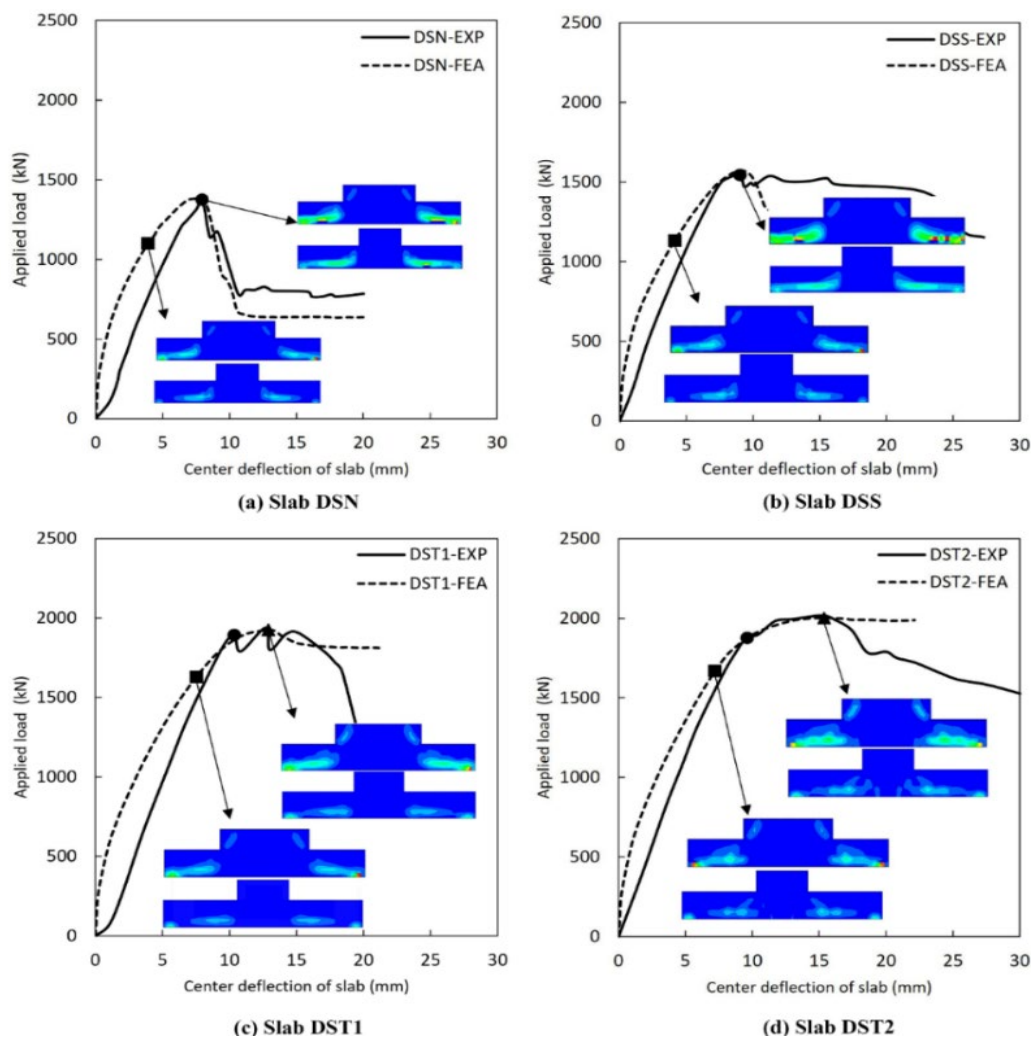 2500
2000
1500
1000
500
0
Applied load (kN)
DSN-EXP
DSN-FEA
0 5 10 15 20 25 30
Center deflection of slab (mm)
(a) Slab DSN
2500
2000
1500
1000
500
0
Applied Load (kN)
DSS-EXP
DSS-FEA
0 5 10 15 20 25 30
Center deflection of slab (mm)
(b) Slab DSS
2500
2000
1500
1000
500
0
Applied load (kN)
DST1-EXP
DST1-FEA
0 5 10 15 20 25 30
Center deflection of slab (mm)
(c) Slab DST1
2500
2000
1500
1000
500
0
Applied load (kN)
DST2-EXP
DST2-FEA
0 5 10 15 20 25 30
Center deflection of slab (mm)
(d) Slab DST2